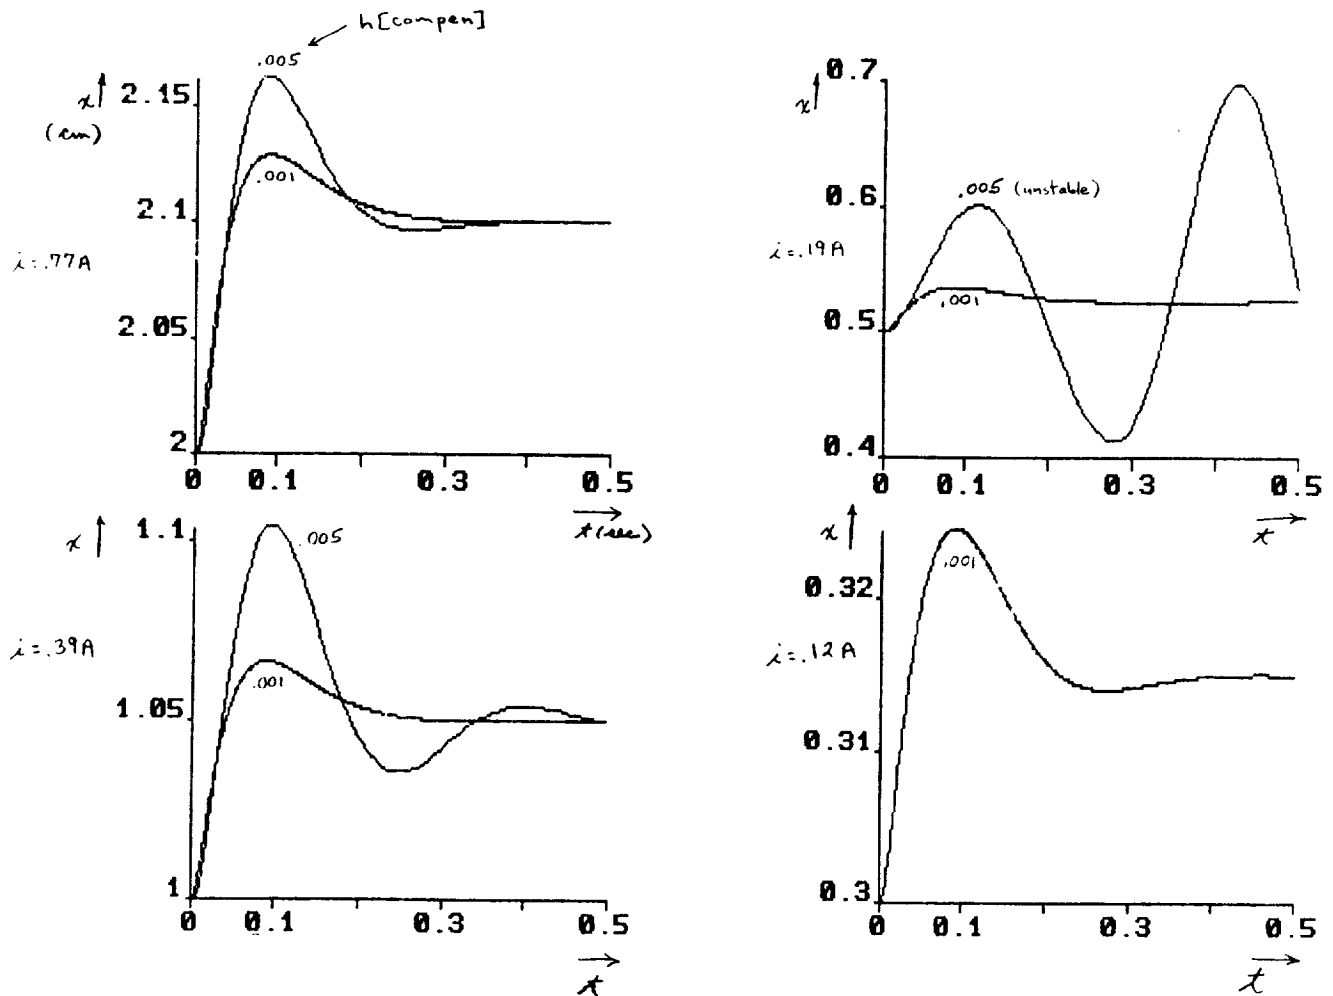 h[compen]
.005
x
(cm)
2.15
.001
2.1
i=.77A
2.05
2
0 0.1 0.3 0.5
t(sec)
0.7
x
0.6
.005 (unstable)
i=.19A
.001
0.5
0.4
0 0.1 0.3 0.5
t
x
1.1
.005
i=.39A
.001
1.05
1
0 0.1 0.3 0.5
t
x
.001
0.32
i=.12A
0.31
0.3
0 0.1 0.3 0.5
t